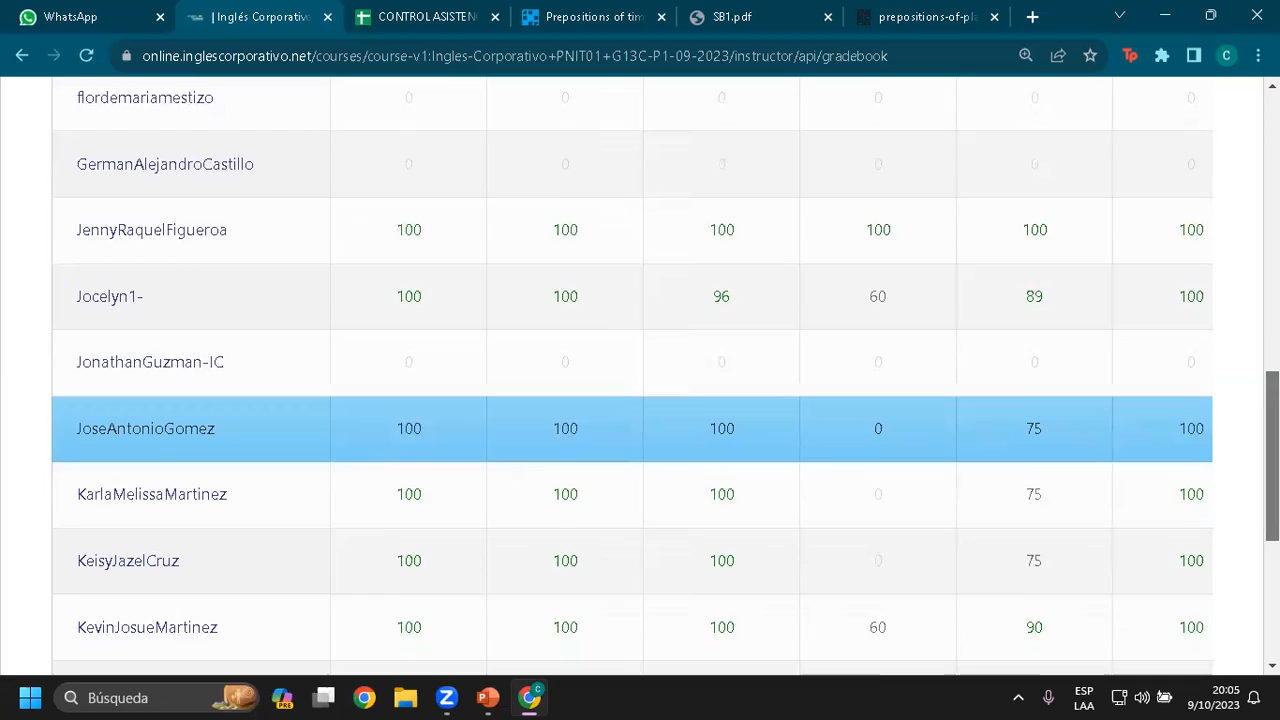 WhatsApp
| Inglés Corporativo
CONTROL ASISTEN
Prepositions of tim
SB1.pdf
prepositions-of-pla
online.inglescorporativo.net/courses/course-v1:Ingles-Corporativo+PNIT01+G13C-P1-09-2023/instructor/api/gradebook
flordemariamestizo 0 0 0 0 0 0
GermanAlejandroCastillo 0 0 0 0 0 0
JennyRaquelFigueroa 100 100 100 100 100 100
Jocelyn1- 100 100 96 60 89 100
JonathanGuzman-IC 0 0 0 0 0 0
JoseAntonioGomez 100 100 100 0 75 100
KarlaMelissaMartinez 100 100 100 0 75 100
KeisyJazelCruz 100 100 100 0 75 100
KevinJosueMartinez 100 100 100 60 90 100
Búsqueda
PRE
ESP
LAA
20:05
9/10/2023